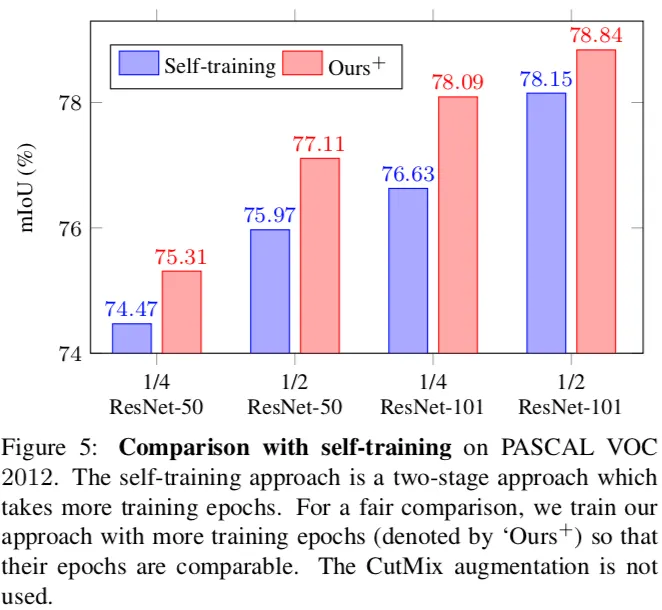 Self-training Ours+
mIoU (%)
78
76
74
74.47
75.31
75.97
77.11
76.63
78.09
78.15
78.84
1/4 1/2 1/4 1/2
ResNet-50 ResNet-50 ResNet-101 ResNet-101
Figure 5: Comparison with self-training on PASCAL VOC
2012. The self-training approach is a two-stage approach which
takes more training epochs. For a fair comparison, we train our
approach with more training epochs (denoted by ‘Ours+) so that
their epochs are comparable. The CutMix augmentation is not
used.